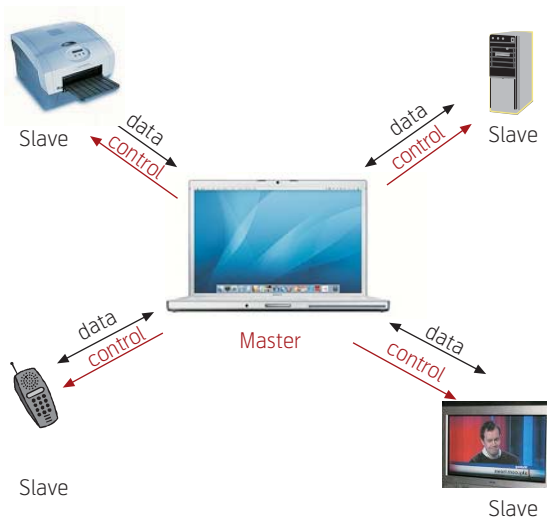 Slave
data
control
data
control
Slave
Master
data
control
data
control
Slave
Slave